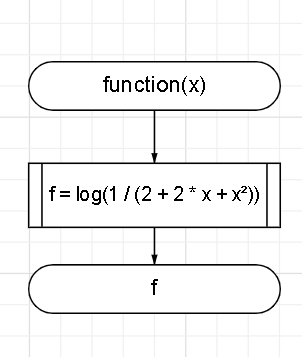 function(x)
f = log(1 / (2 + 2 * x + x²))
f